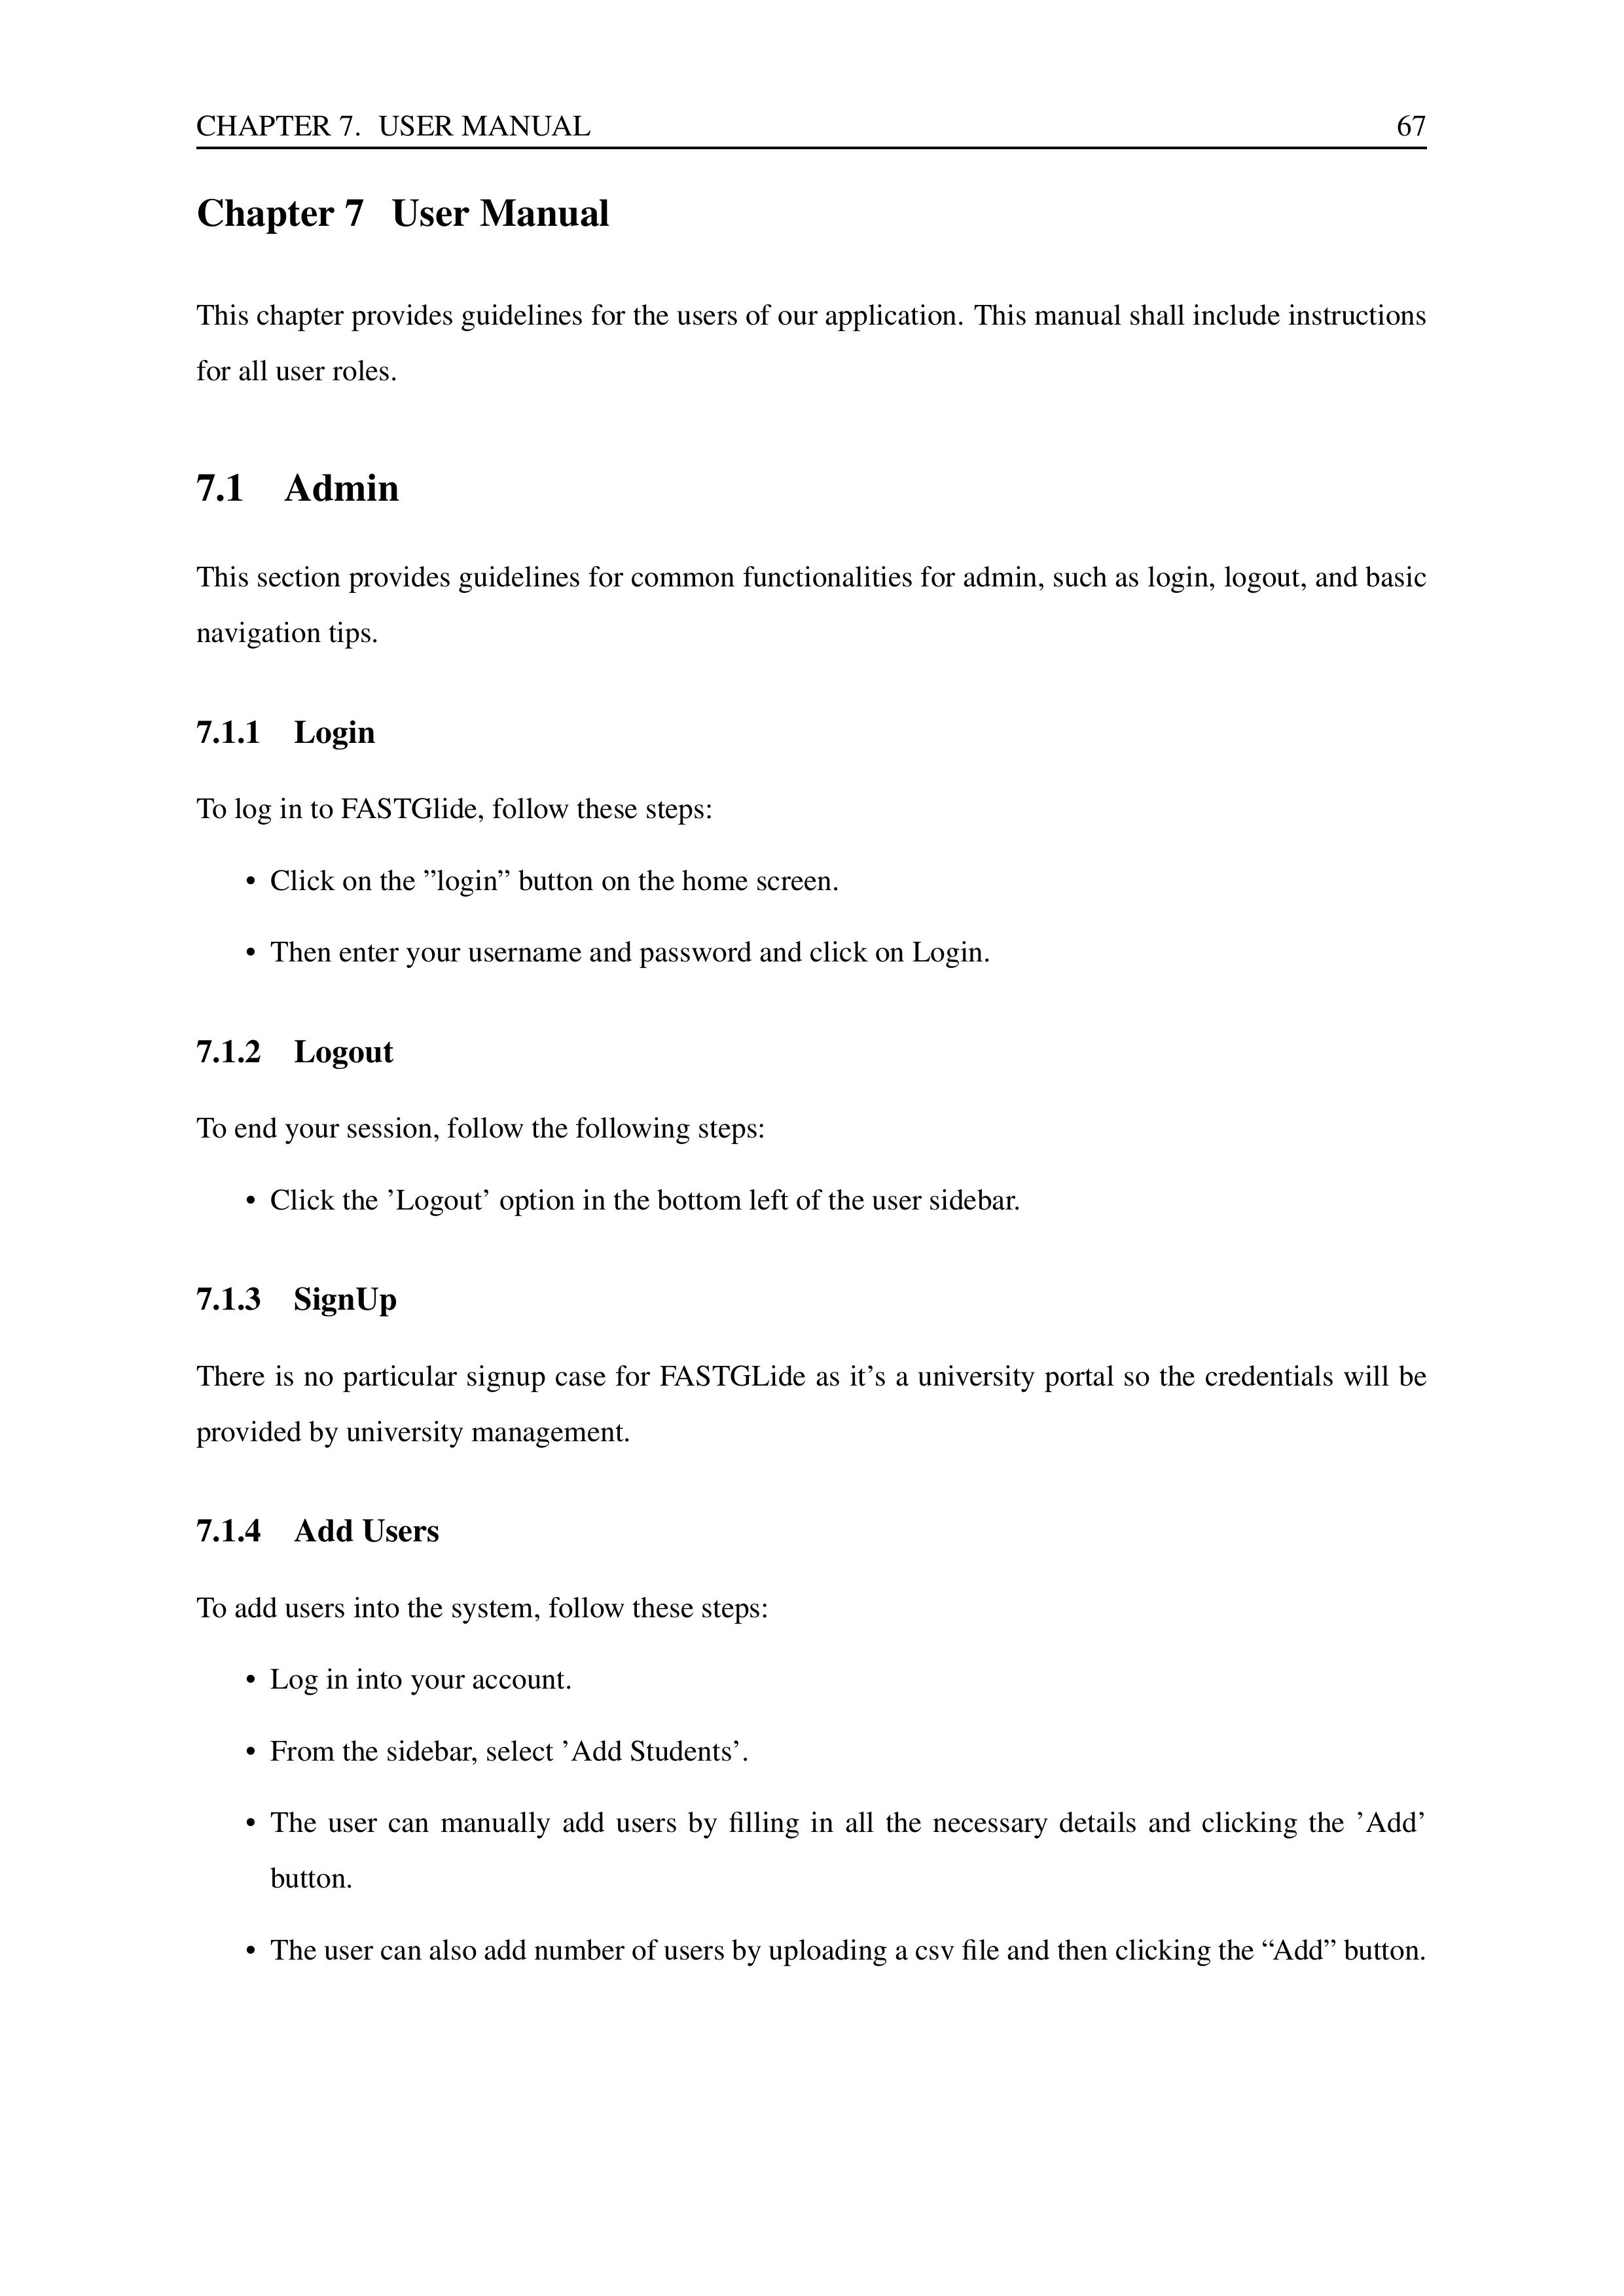 CHAPTER 7. USER MANUAL 67
Chapter 7 User Manual
This chapter provides guidelines for the users of our application. This manual shall include instructions
for all user roles.
7.1 Admin
This section provides guidelines for common functionalities for admin, such as login, logout, and basic
navigation tips.
7.1.1 Login
To log in to FASTGlide, follow these steps:
• Click on the ”login” button on the home screen.
• Then enter your username and password and click on Login.
7.1.2 Logout
To end your session, follow the following steps:
• Click the ’Logout’ option in the bottom left of the user sidebar.
7.1.3 SignUp
There is no particular signup case for FASTGLide as it’s a university portal so the credentials will be
provided by university management.
7.1.4 Add Users
To add users into the system, follow these steps:
• Log in into your account.
• From the sidebar, select ’Add Students’.
• The user can manually add users by filling in all the necessary details and clicking the ’Add’
button.
• The user can also add number of users by uploading a csv file and then clicking the “Add” button.